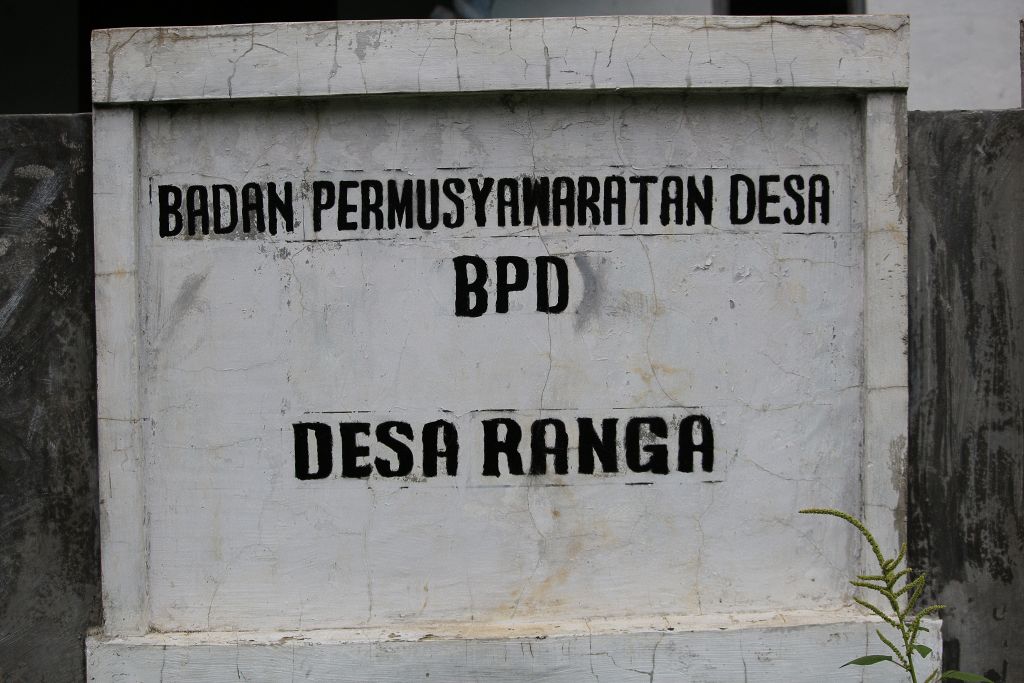 BADAN PERMUSYAWARATAN DESA
BPD
DESA RANGA